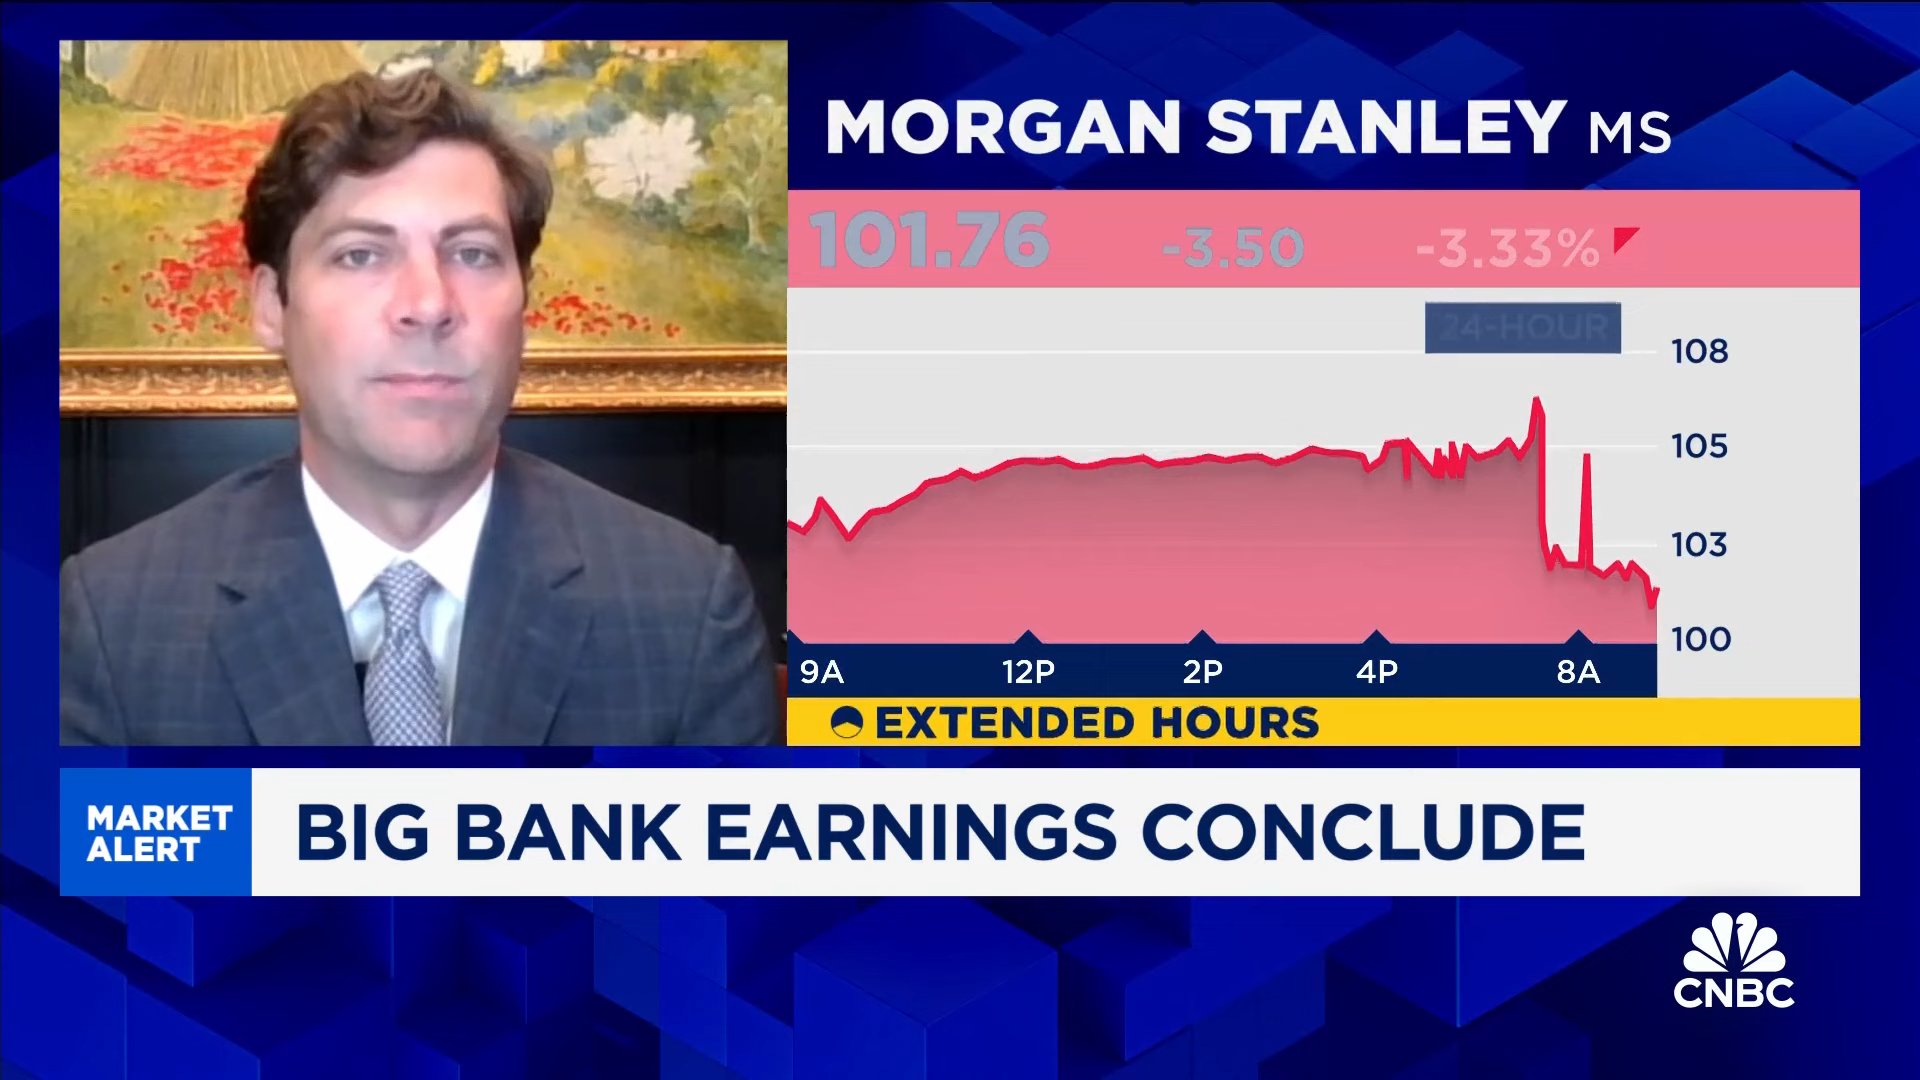 MORGAN STANLEY MS
101.76 -3.50 -3.33%
24-HOUR
108
105
103
100
9A 12P 2P 4P 8A
EXTENDED HOURS
MARKET
ALERT
BIG BANK EARNINGS CONCLUDE
CNBC